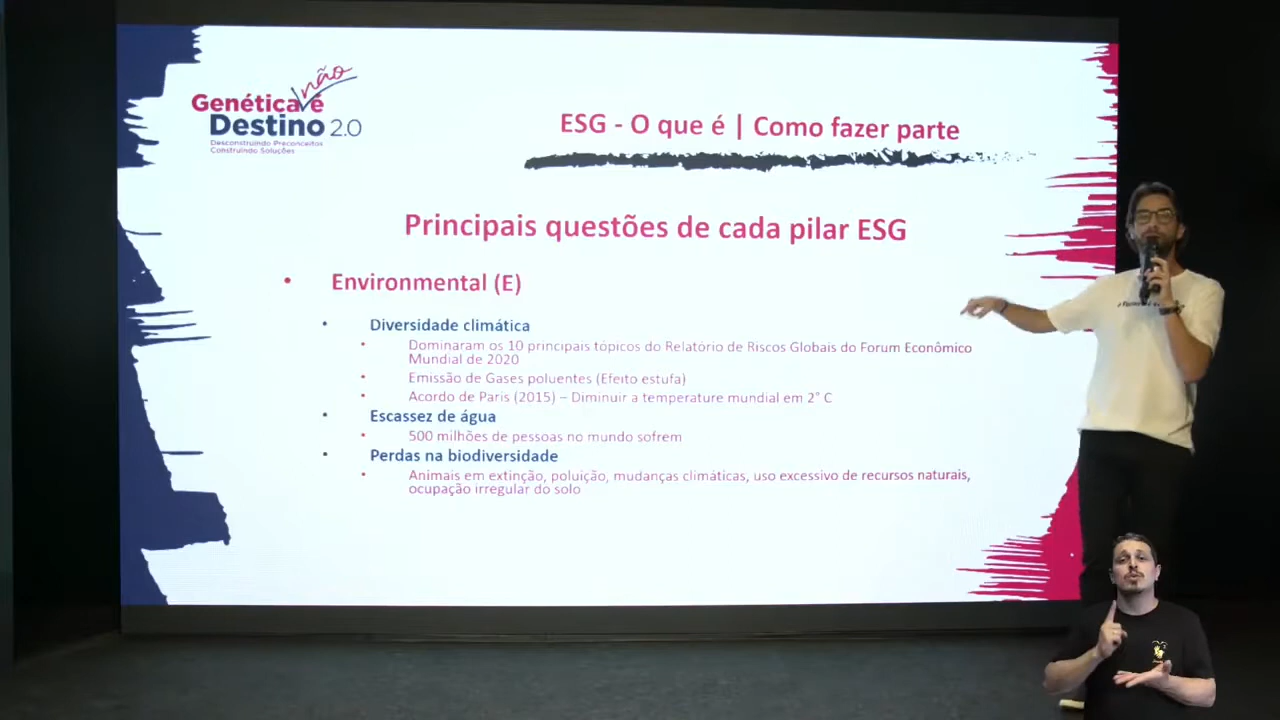 não
Genética é
Destino 2.0
Desconstruindo Preconceitos
Construindo Soluções
ESG - O que é | Como fazer parte
Principais questões de cada pilar ESG
• Environmental (E)
• Diversidade climática
• Dominaram os 10 principais tópicos do Relatório de Riscos Globais do Forum Econômico
Mundial de 2020
• Emissão de Gases poluentes (Efeito estufa)
• Acordo de Paris (2015) – Diminuir a temperature mundial em 2° C
• Escassez de água
• 500 milhões de pessoas no mundo sofrem
• Perdas na biodiversidade
• Animais em extinção, poluição, mudanças climáticas, uso excessivo de recursos naturais,
ocupação irregular do solo